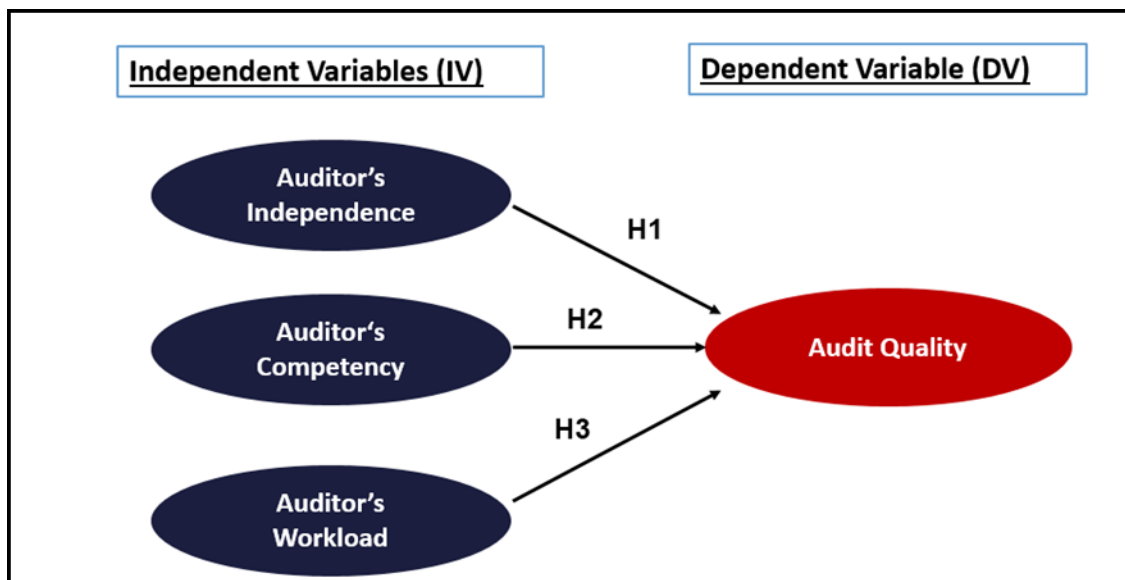 Independent Variables (IV)
Dependent Variable (DV)
Auditor’s
Independence
H1
Auditor‘s
Competency
H2
Audit Quality
H3
Auditor’s
Workload